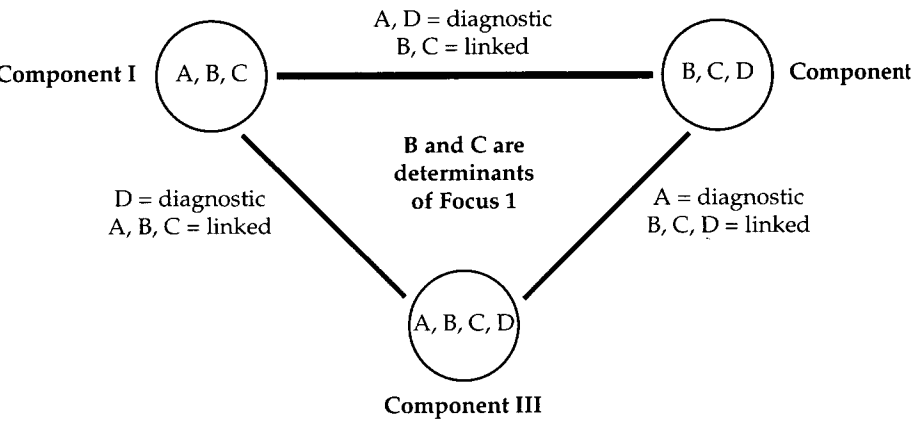 A, D = diagnostic
B, C = linked
Component I
A, B, C
B, C, D
Component
B and C are
determinants
of Focus 1
D = diagnostic
A, B, C = linked
A = diagnostic
B, C, D = linked
A, B, C, D
Component III